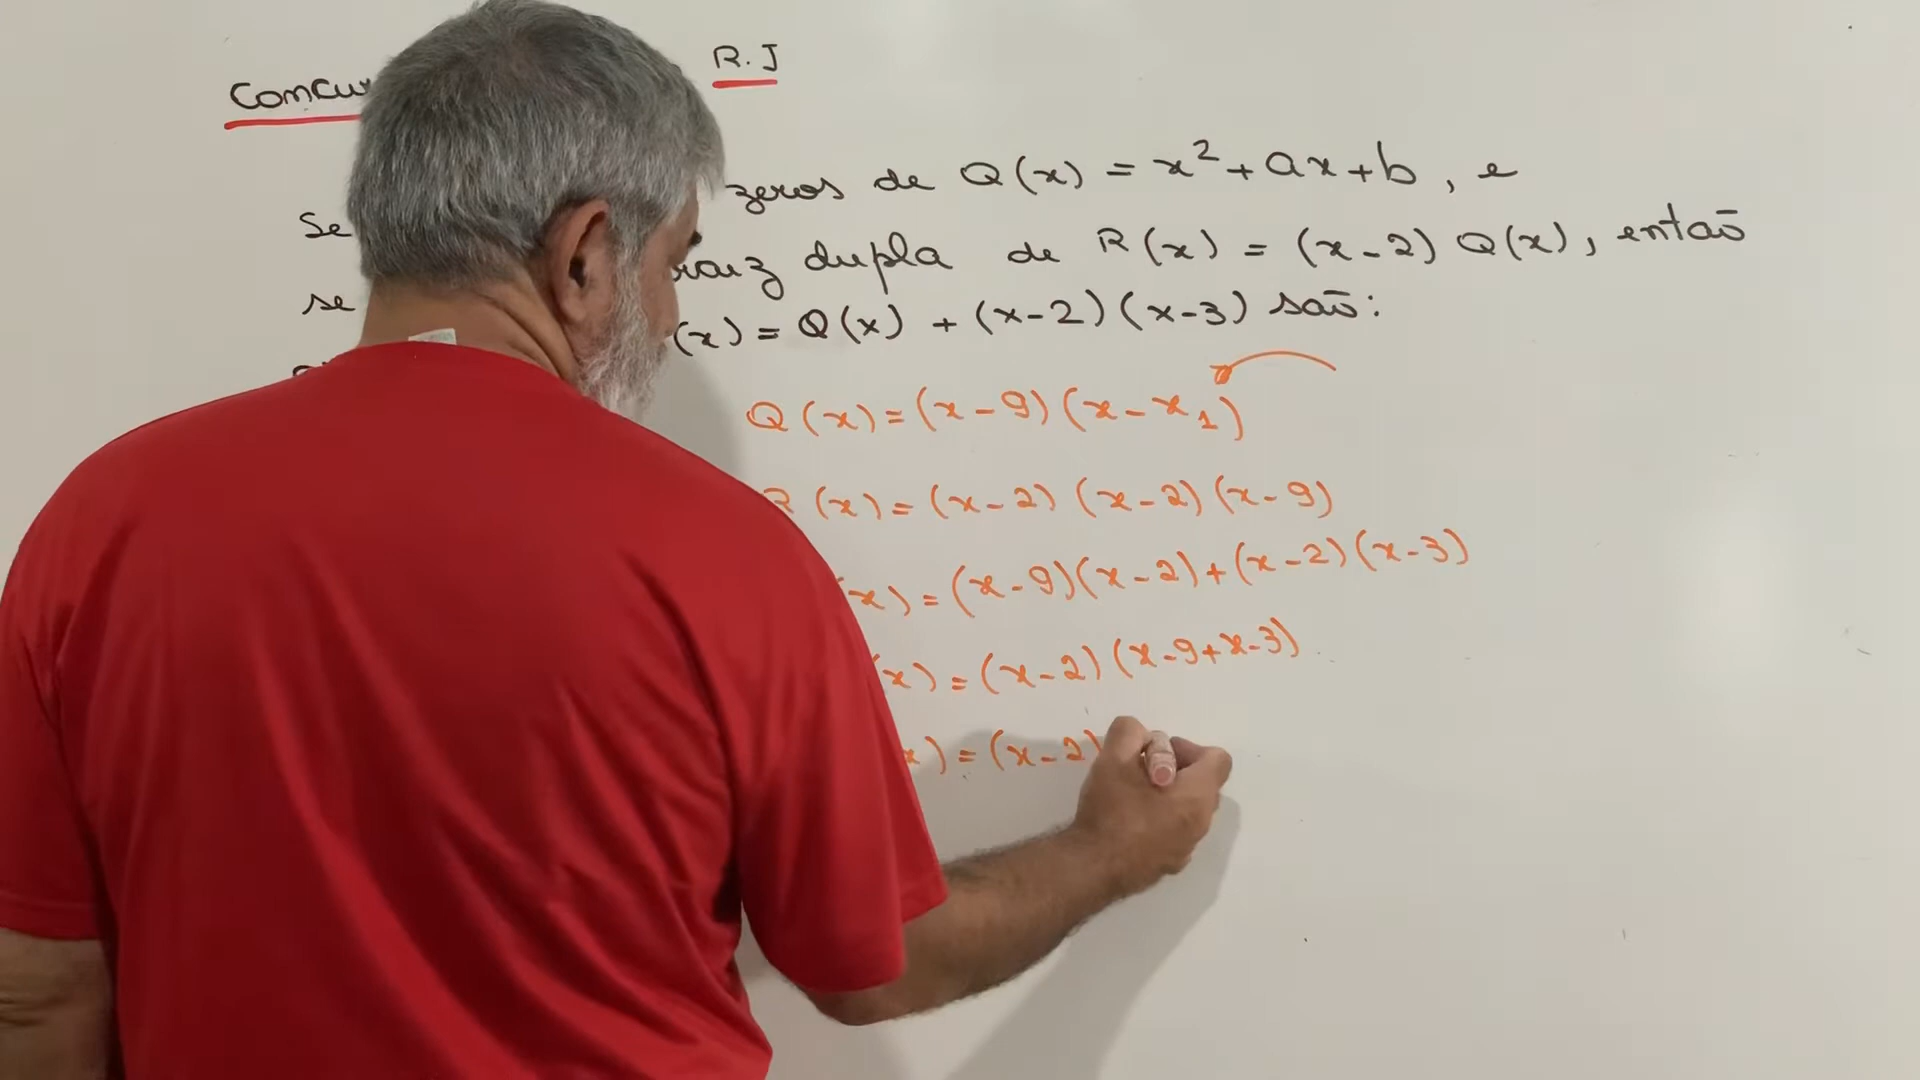 R.J
Se zeros de Q(x) = x²+ax+b, e
se raiz dupla de R(x) = (x-2) Q(x), então
(x) = Q(x) + (x-2)(x-3) são:
Q(x)=(x-9)(x-x₁)
(x)=(x-2)(x-2)(x-9)
x)=(x-9)(x-2)+(x-2)(x-3)
(x)=(x-2)(x-9+x-3)
x)=(x-2)